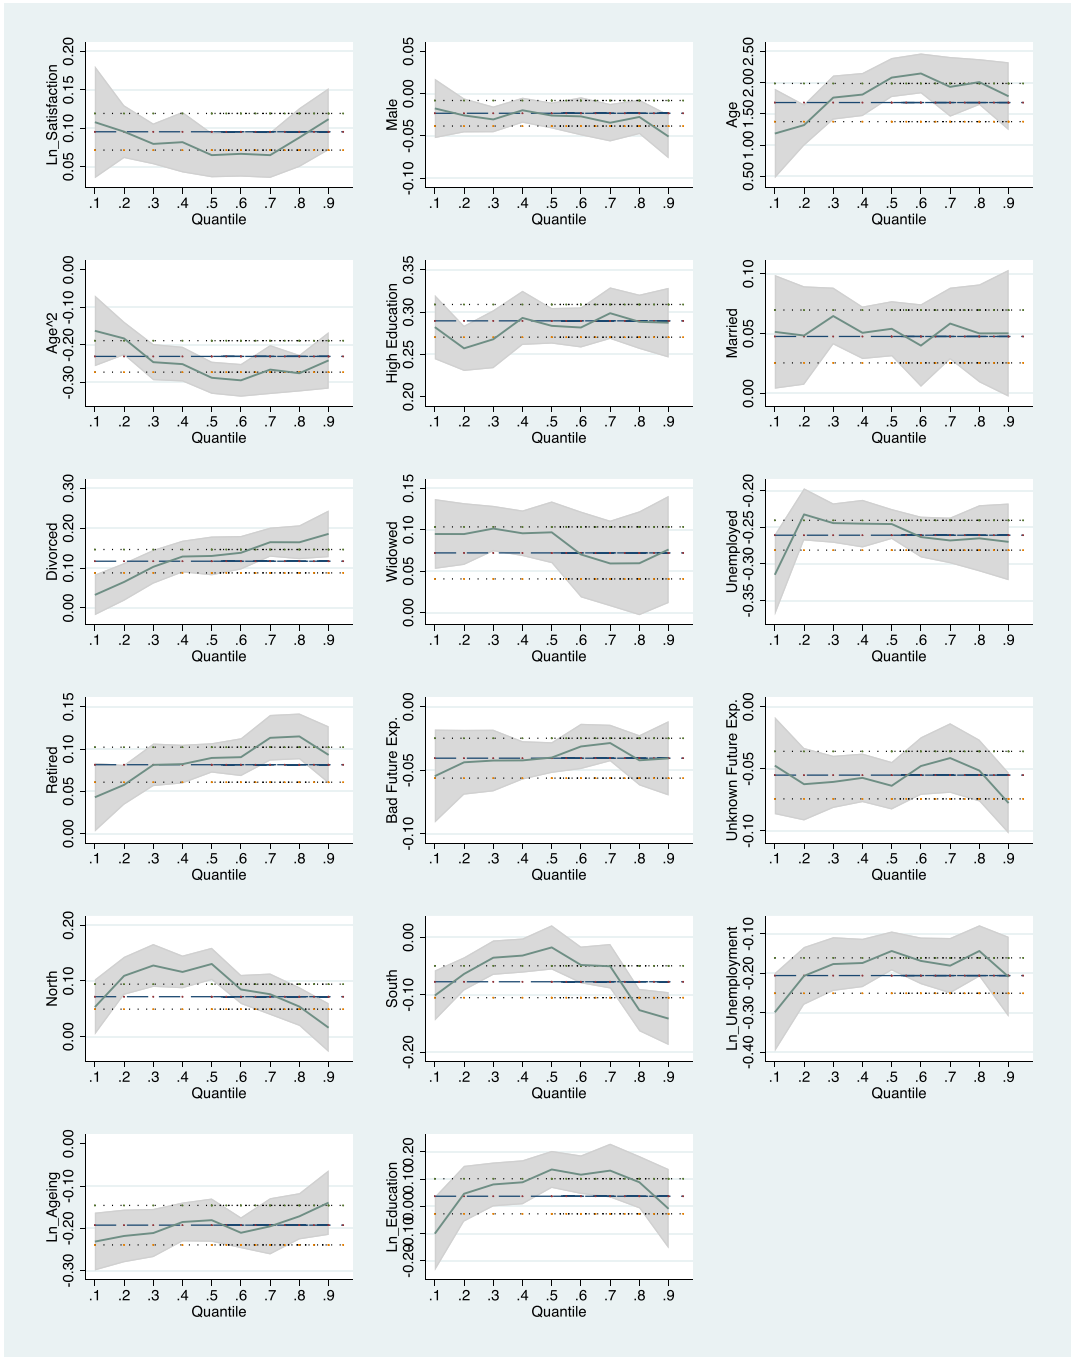 Ln_Satisfaction
0.05 0.10 0.15 0.20
.1 .2 .3 .4 .5 .6 .7 .8 .9
Quantile
Male
-0.10 -0.05 0.00 0.05
.1 .2 .3 .4 .5 .6 .7 .8 .9
Quantile
Age
0.50 1.00 1.50 2.00 2.50
.1 .2 .3 .4 .5 .6 .7 .8 .9
Quantile
Age^2
-0.30 -0.20 -0.10 0.00
.1 .2 .3 .4 .5 .6 .7 .8 .9
Quantile
High Education
0.20 0.25 0.30 0.35
.1 .2 .3 .4 .5 .6 .7 .8 .9
Quantile
Married
0.00 0.05 0.10
.1 .2 .3 .4 .5 .6 .7 .8 .9
Quantile
Divorced
0.00 0.10 0.20 0.30
.1 .2 .3 .4 .5 .6 .7 .8 .9
Quantile
Widowed
0.00 0.05 0.10 0.15
.1 .2 .3 .4 .5 .6 .7 .8 .9
Quantile
Unemployed
-0.35 -0.30 -0.25 -0.20
.1 .2 .3 .4 .5 .6 .7 .8 .9
Quantile
Retired
0.00 0.05 0.10 0.15
.1 .2 .3 .4 .5 .6 .7 .8 .9
Quantile
Bad Future Exp.
-0.10 -0.05 0.00
.1 .2 .3 .4 .5 .6 .7 .8 .9
Quantile
Unknown Future Exp.
-0.10 -0.05 0.00
.1 .2 .3 .4 .5 .6 .7 .8 .9
Quantile
North
0.00 0.10 0.20
.1 .2 .3 .4 .5 .6 .7 .8 .9
Quantile
South
-0.20 -0.10 0.00
.1 .2 .3 .4 .5 .6 .7 .8 .9
Quantile
Ln_Unemployment
-0.40 -0.30 -0.20 -0.10
.1 .2 .3 .4 .5 .6 .7 .8 .9
Quantile
Ln_Ageing
-0.30 -0.20 -0.10 0.00
.1 .2 .3 .4 .5 .6 .7 .8 .9
Quantile
Ln_Education
-0.20 -0.10 0.00 0.10 0.20
.1 .2 .3 .4 .5 .6 .7 .8 .9
Quantile